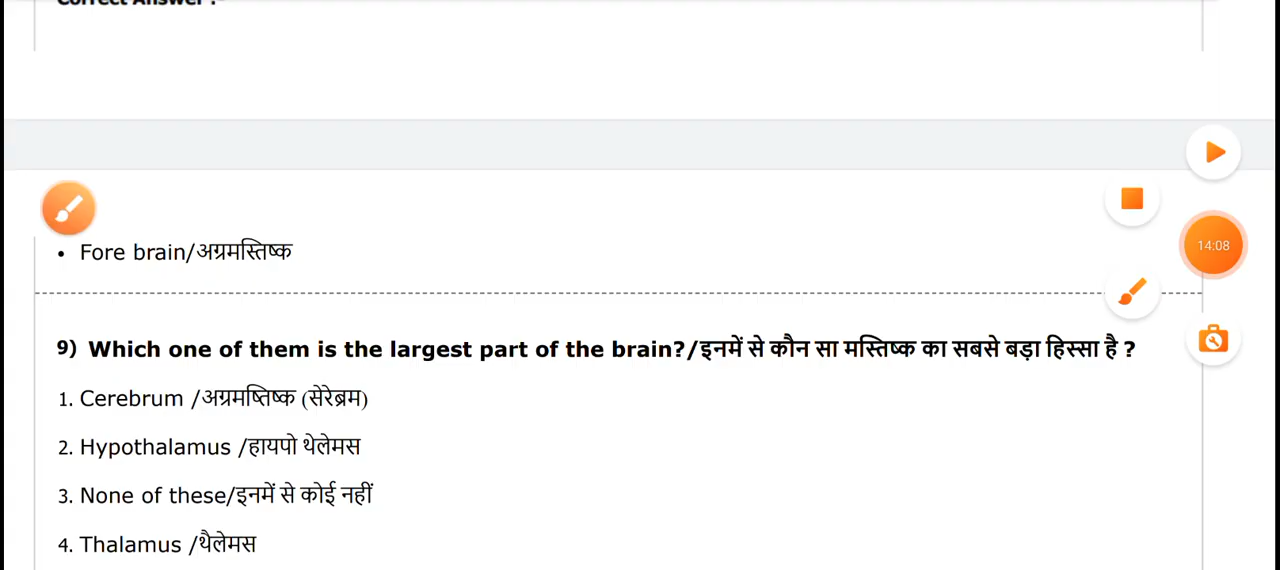 Correct Answer :-
• Fore brain/अग्रमस्तिष्क
14:08
9) Which one of them is the largest part of the brain?/इनमें से कौन सा मस्तिष्क का सबसे बड़ा हिस्सा है ?
1. Cerebrum /अग्रमष्तिष्क (सेरेब्रम)
2. Hypothalamus /हायपो थेलेमस
3. None of these/इनमें से कोई नहीं
4. Thalamus /थैलेमस